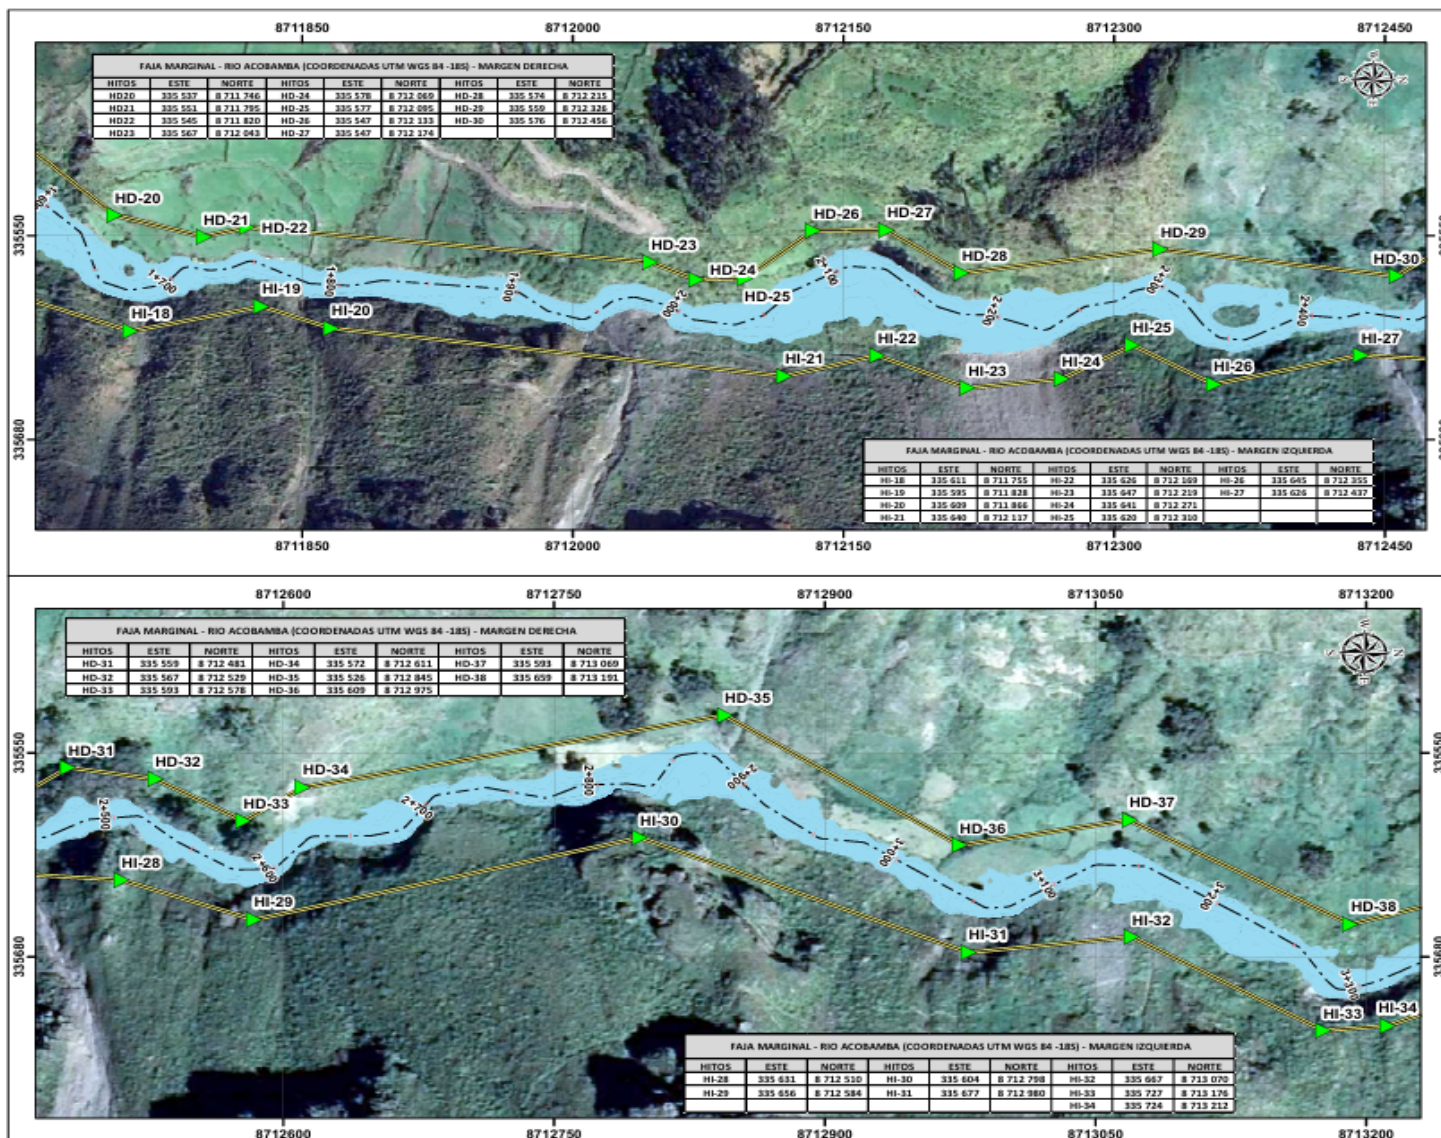 8711850 8712000 8712150 8712300 8712450
FAJA MARGINAL - RIO ACOBAMBA (COORDENADAS UTM WGS 84 -18S) - MARGEN DERECHA
HITOS ESTE NORTE HITOS ESTE NORTE HITOS ESTE NORTE
HD20 335 537 8 711 746 HD-24 335 578 8 712 069 HD-28 335 574 8 712 215
HD21 335 551 8 711 795 HD-25 335 577 8 712 095 HD-29 335 559 8 712 326
HD22 335 545 8 711 820 HD-26 335 547 8 712 133 HD-30 335 576 8 712 456
HD23 335 567 8 712 043 HD-27 335 547 8 712 174
HD-20 HD-21 HD-22 HD-23 HD-24 HD-25 HD-26 HD-27 HD-28 HD-29 HD-30
335550
1+700 1+800 1+900 2+000 2+100 2+200 2+300 2+400
HI-18 HI-19 HI-20 HI-21 HI-22 HI-23 HI-24 HI-25 HI-26 HI-27
335680
FAJA MARGINAL - RIO ACOBAMBA (COORDENADAS UTM WGS 84 -18S) - MARGEN IZQUIERDA
HITOS ESTE NORTE HITOS ESTE NORTE HITOS ESTE NORTE
HI-18 335 611 8 711 755 HI-22 335 626 8 712 169 HI-26 335 645 8 712 355
HI-19 335 595 8 711 828 HI-23 335 647 8 712 219 HI-27 335 626 8 712 437
HI-20 335 609 8 711 866 HI-24 335 641 8 712 271
HI-21 335 640 8 712 117 HI-25 335 620 8 712 310
8711850 8712000 8712150 8712300 8712450
8712600 8712750 8712900 8713050 8713200
FAJA MARGINAL - RIO ACOBAMBA (COORDENADAS UTM WGS 84 -18S) - MARGEN DERECHA
HITOS ESTE NORTE HITOS ESTE NORTE HITOS ESTE NORTE
HD-31 335 559 8 712 481 HD-34 335 572 8 712 611 HD-37 335 593 8 713 069
HD-32 335 567 8 712 529 HD-35 335 526 8 712 845 HD-38 335 659 8 713 191
HD-33 335 593 8 712 578 HD-36 335 609 8 712 975
HD-31 HD-32 HD-33 HD-34 HD-35 HD-36 HD-37 HD-38
335550 335550
2+500 2+600 2+700 2+800 2+900 3+000 3+100 3+200 3+300
HI-28 HI-29 HI-30 HI-31 HI-32 HI-33 HI-34
335680 335680
FAJA MARGINAL - RIO ACOBAMBA (COORDENADAS UTM WGS 84 -18S) - MARGEN IZQUIERDA
HITOS ESTE NORTE HITOS ESTE NORTE HITOS ESTE NORTE
HI-28 335 631 8 712 510 HI-30 335 604 8 712 798 HI-32 335 667 8 713 070
HI-29 335 656 8 712 584 HI-31 335 677 8 712 980 HI-33 335 727 8 713 176
HI-34 335 724 8 713 212
8712600 8712750 8712900 8713050 8713200